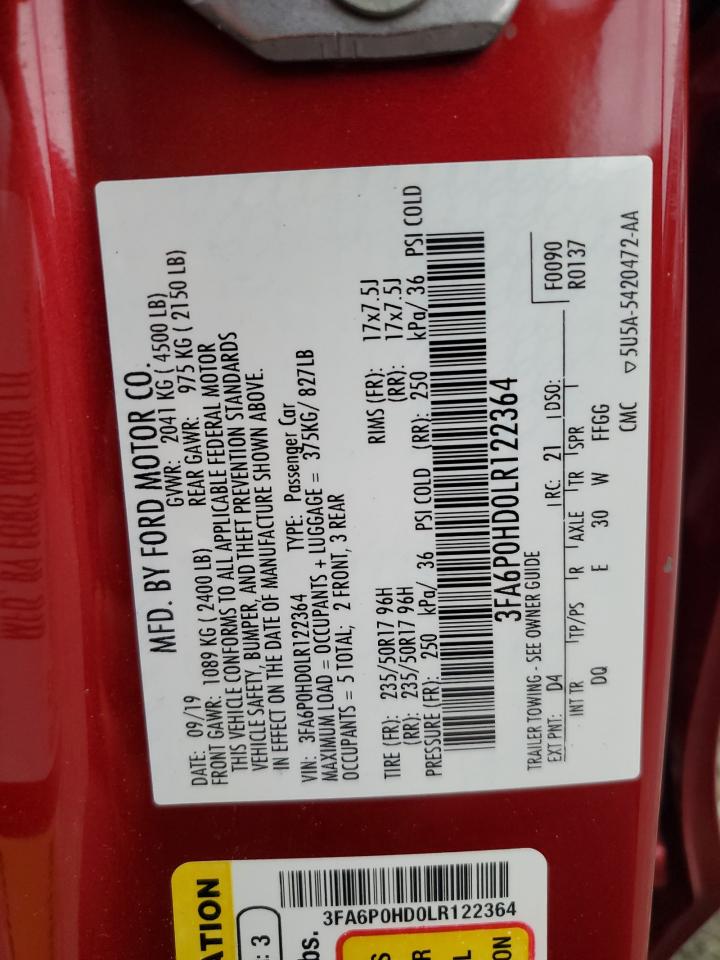 MFD. BY FORD MOTOR CO.
DATE: 09/19 GVWR: 2041 KG ( 4500 LB)
FRONT GAWR: 1089 KG ( 2400 LB) REAR GAWR: 975 KG ( 2150 LB)
THIS VEHICLE CONFORMS TO ALL APPLICABLE FEDERAL MOTOR
VEHICLE SAFETY, BUMPER, AND THEFT PREVENTION STANDARDS
IN EFFECT ON THE DATE OF MANUFACTURE SHOWN ABOVE.
VIN: 3FA6P0HD0LR122364 TYPE: Passenger Car
MAXIMUM LOAD = OCCUPANTS + LUGGAGE = 375KG/ 827LB
OCCUPANTS = 5 TOTAL; 2 FRONT, 3 REAR
TIRE (FR): 235/50R17 96H RIMS (FR): 17x7.5J
(RR): 235/50R17 96H (RR): 17x7.5J
PRESSURE (FR): 250 kPa/ 36 PSI COLD (RR): 250 kPa/ 36 PSI COLD
3FA6P0HD0LR122364
TRAILER TOWING - SEE OWNER GUIDE F0090
R0137
EXT PNT: D4 RC: 21 DSO:
INT TR TP/PS R AXLE TR SPR
DQ E 30 W FFGG
CMC ▽5U5A-5420472-AA
3FA6P0HD0LR122364
: 3